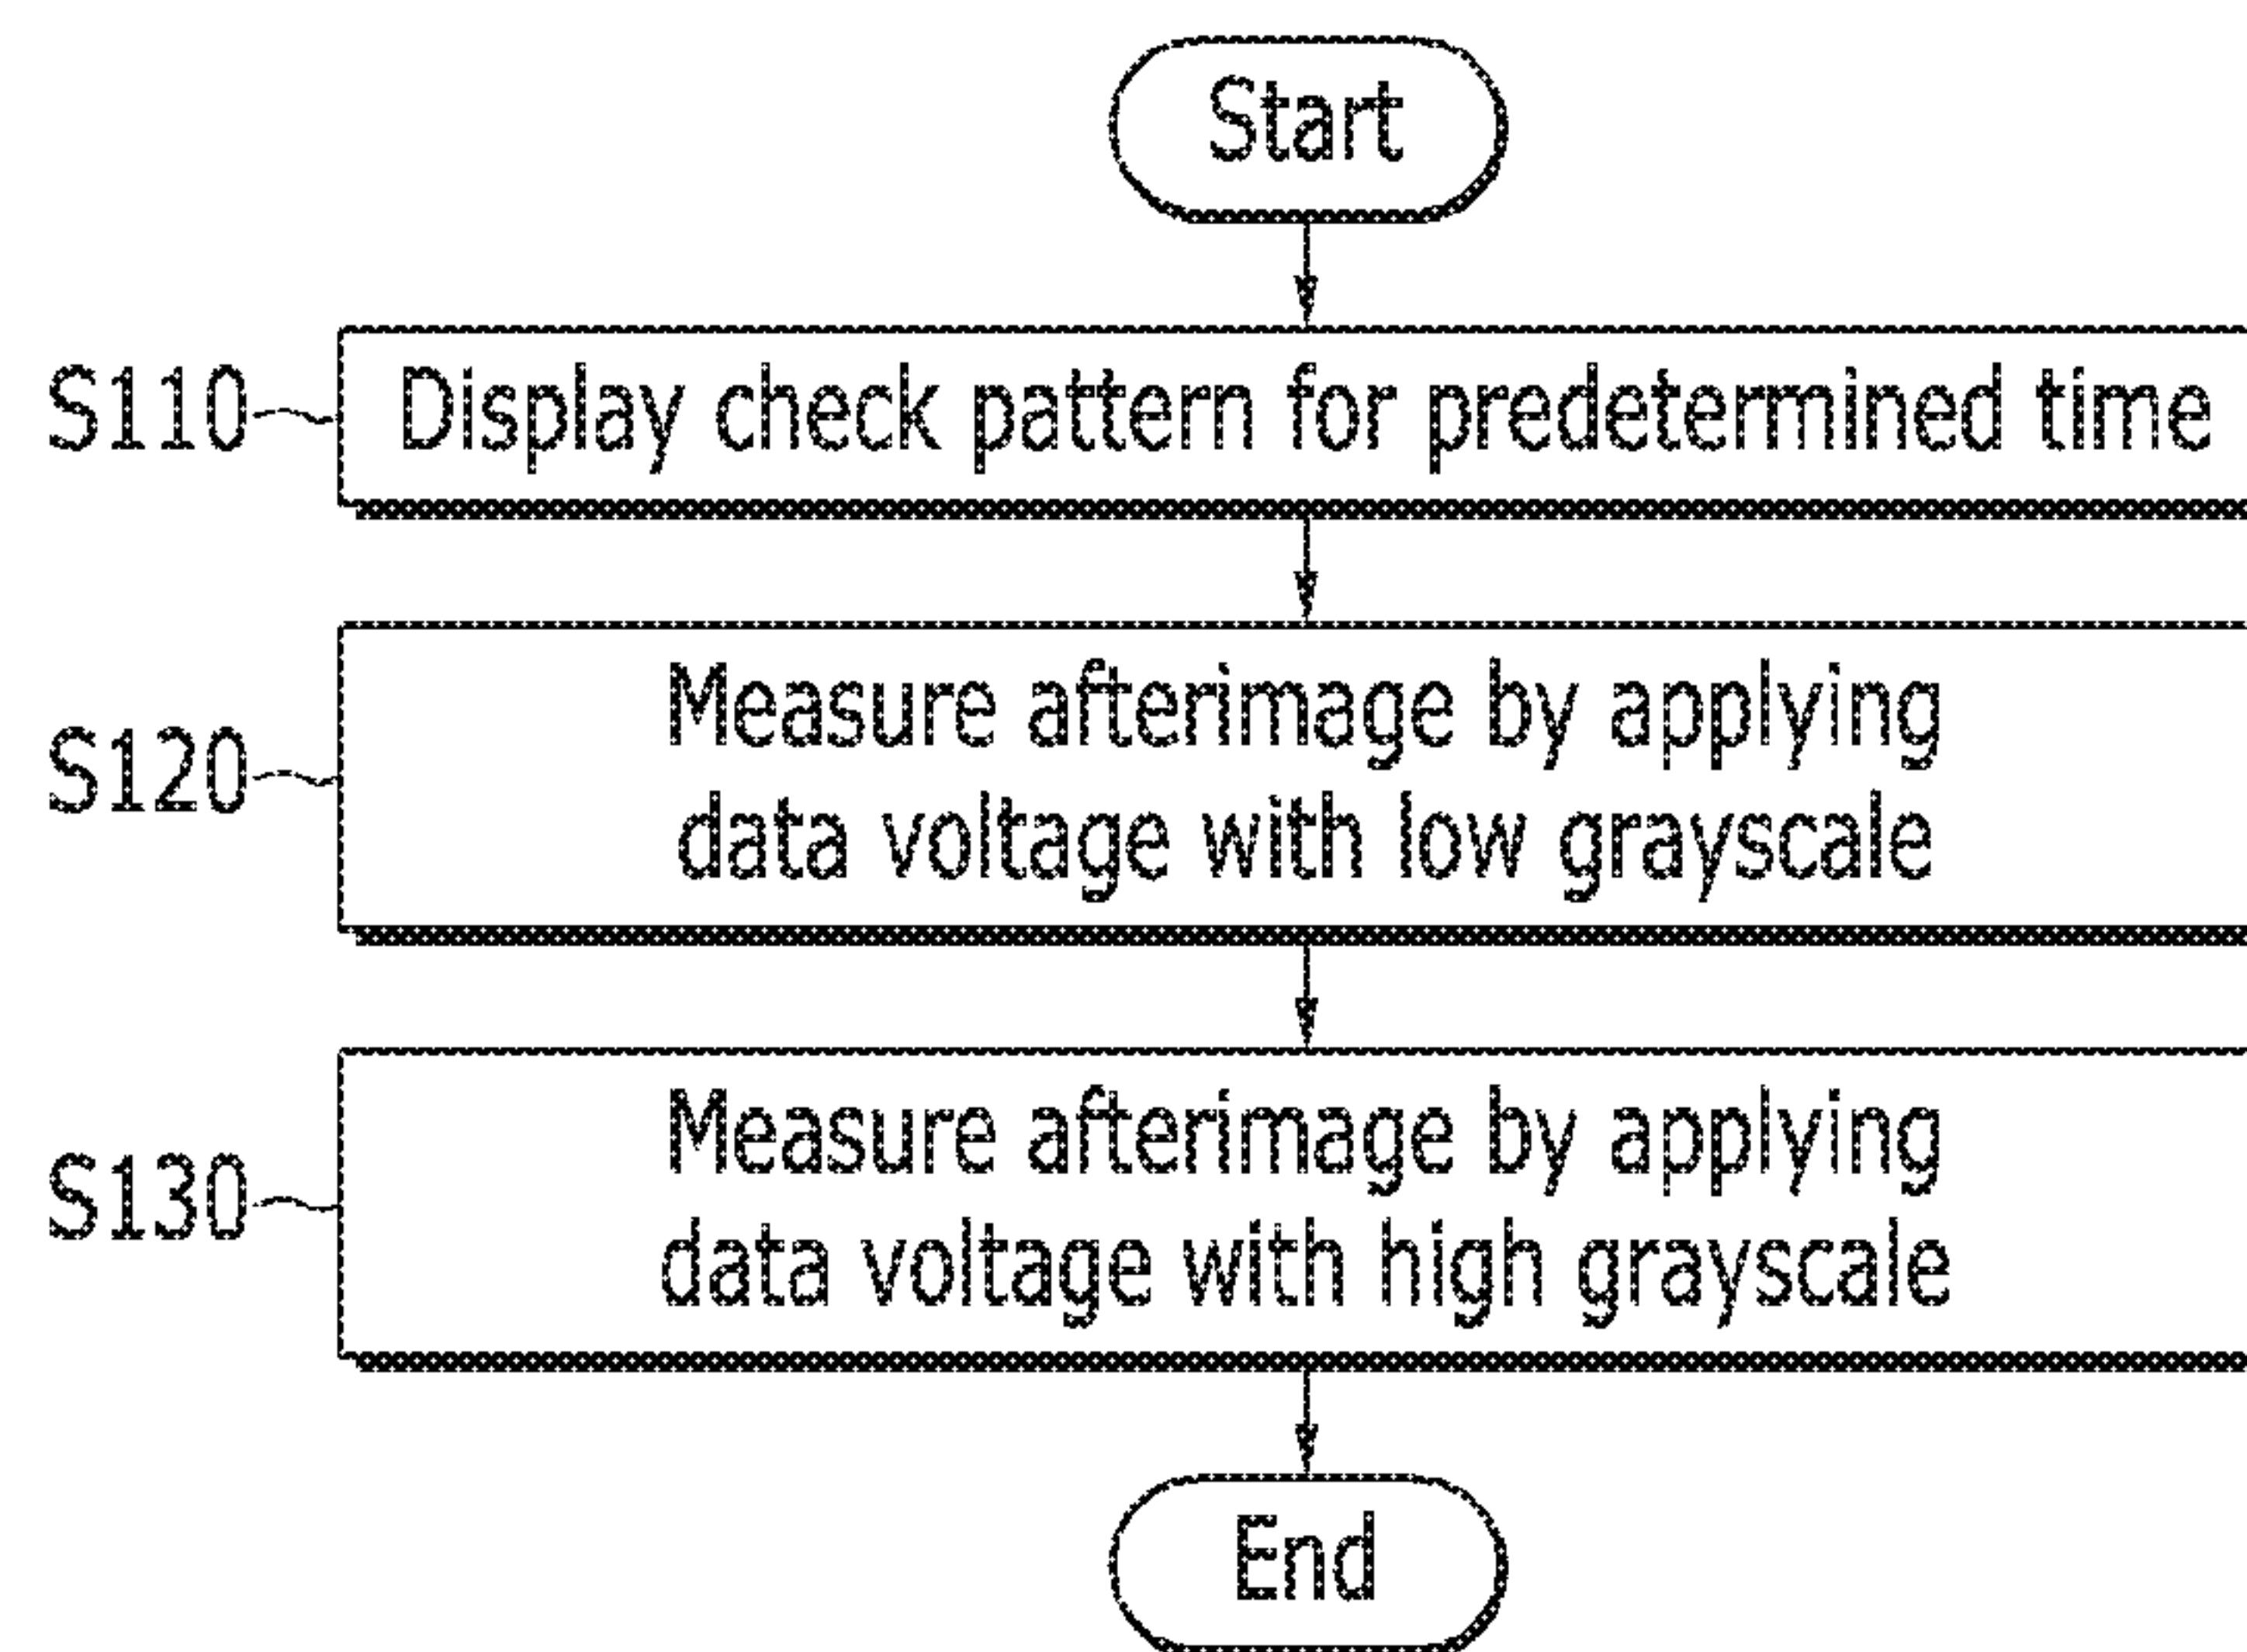 Start
S110
Display check pattern for predetermined time
S120
Measure afterimage by applying
data voltage with low grayscale
S130
Measure afterimage by applying
data voltage with high grayscale
End